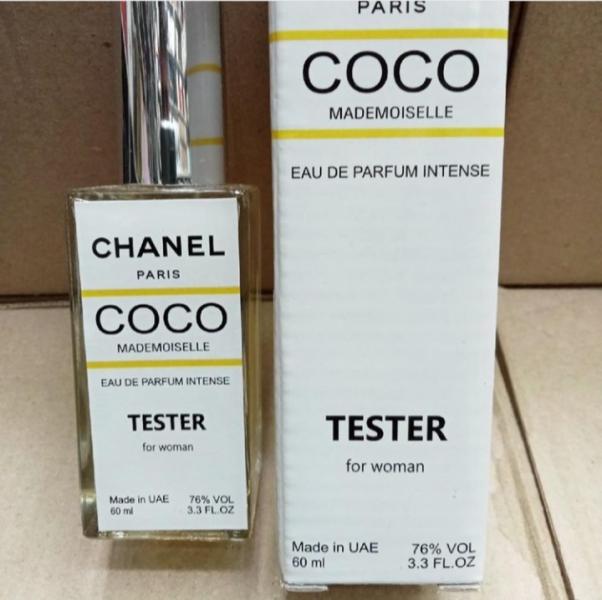 CHANEL
PARIS
COCO
MADEMOISELLE
EAU DE PARFUM INTENSE
TESTER
for woman
Made in UAE 76% VOL
60 ml 3.3 FL.OZ
PARIS
COCO
MADEMOISELLE
EAU DE PARFUM INTENSE
TESTER
for woman
Made in UAE 76% VOL
60 ml 3.3 FL.OZ